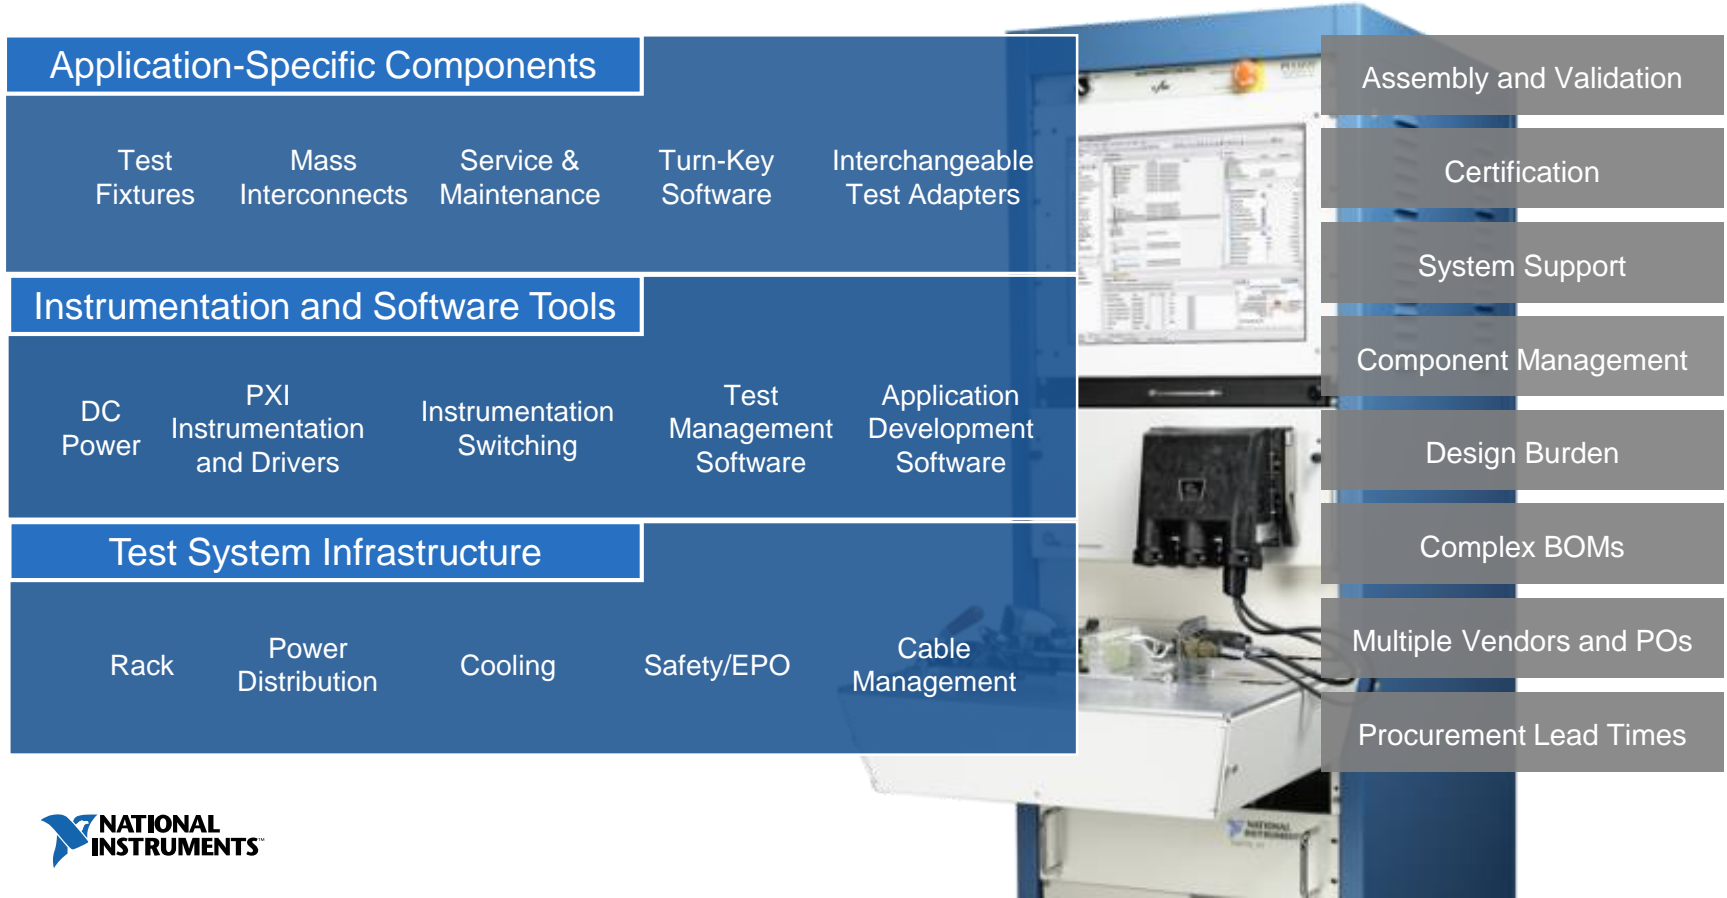 Application-Specific Components
Test
Fixtures
Mass
Interconnects
Service &
Maintenance
Turn-Key
Software
Interchangeable
Test Adapters
Instrumentation and Software Tools
DC
Power
PXI
Instrumentation
and Drivers
Instrumentation
Switching
Test
Management
Software
Application
Development
Software
Test System Infrastructure
Rack
Power
Distribution
Cooling
Safety/EPO
Cable
Management
Assembly and Validation
Certification
System Support
Component Management
Design Burden
Complex BOMs
Multiple Vendors and POs
Procurement Lead Times
NATIONAL
INSTRUMENTS™
NATIONAL
INSTRUMENTS